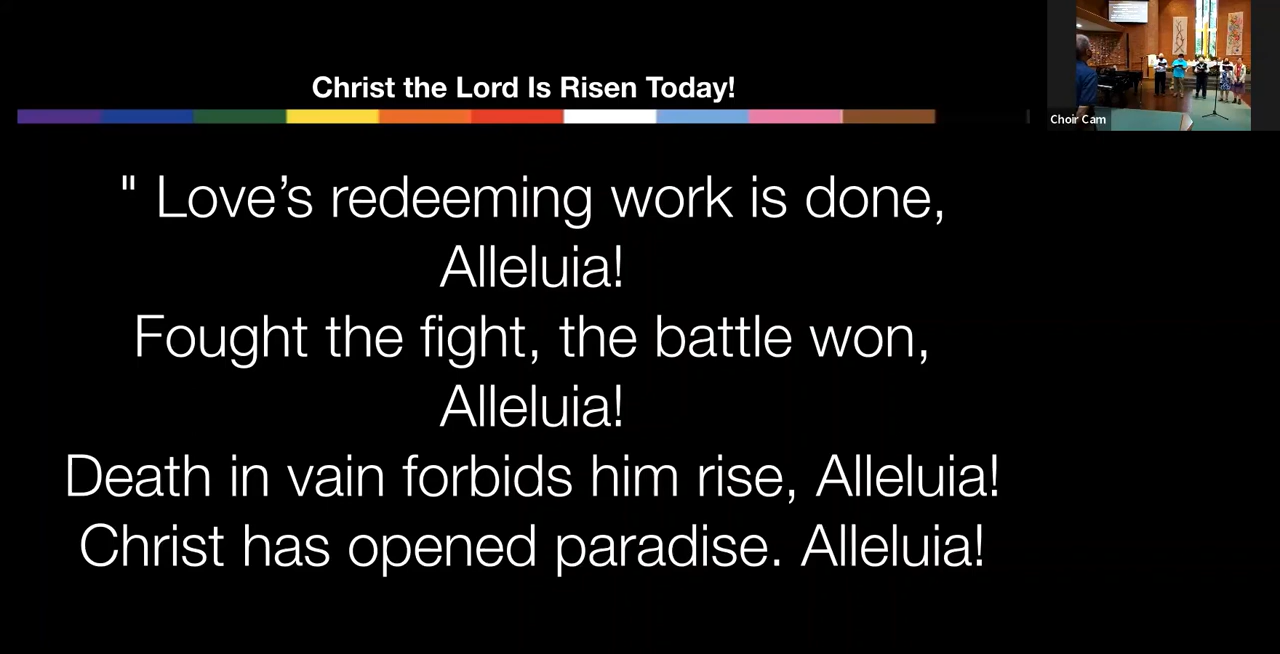 Christ the Lord Is Risen Today!
Choir Cam
" Love’s redeeming work is done,
Alleluia!
Fought the fight, the battle won,
Alleluia!
Death in vain forbids him rise, Alleluia!
Christ has opened paradise. Alleluia!